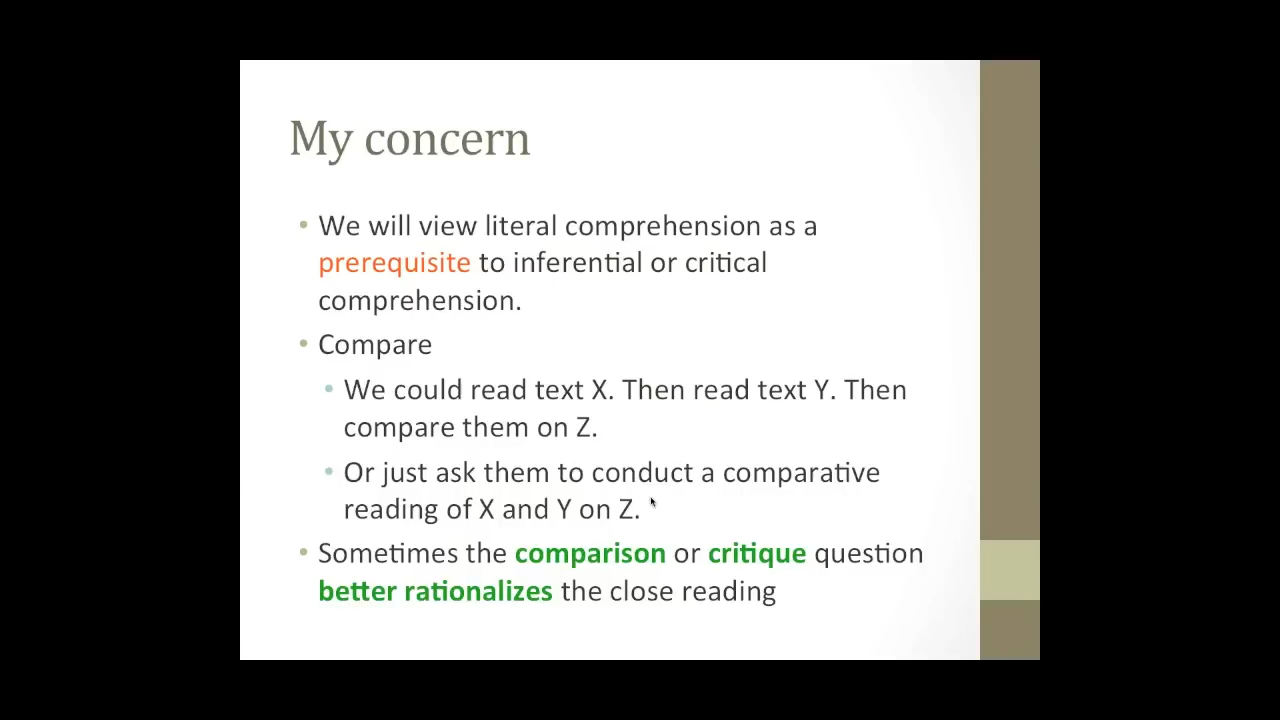 My concern
• We will view literal comprehension as a
prerequisite to inferential or critical
comprehension.
• Compare
• We could read text X. Then read text Y. Then
compare them on Z.
• Or just ask them to conduct a comparative
reading of X and Y on Z.
• Sometimes the comparison or critique question
better rationalizes the close reading